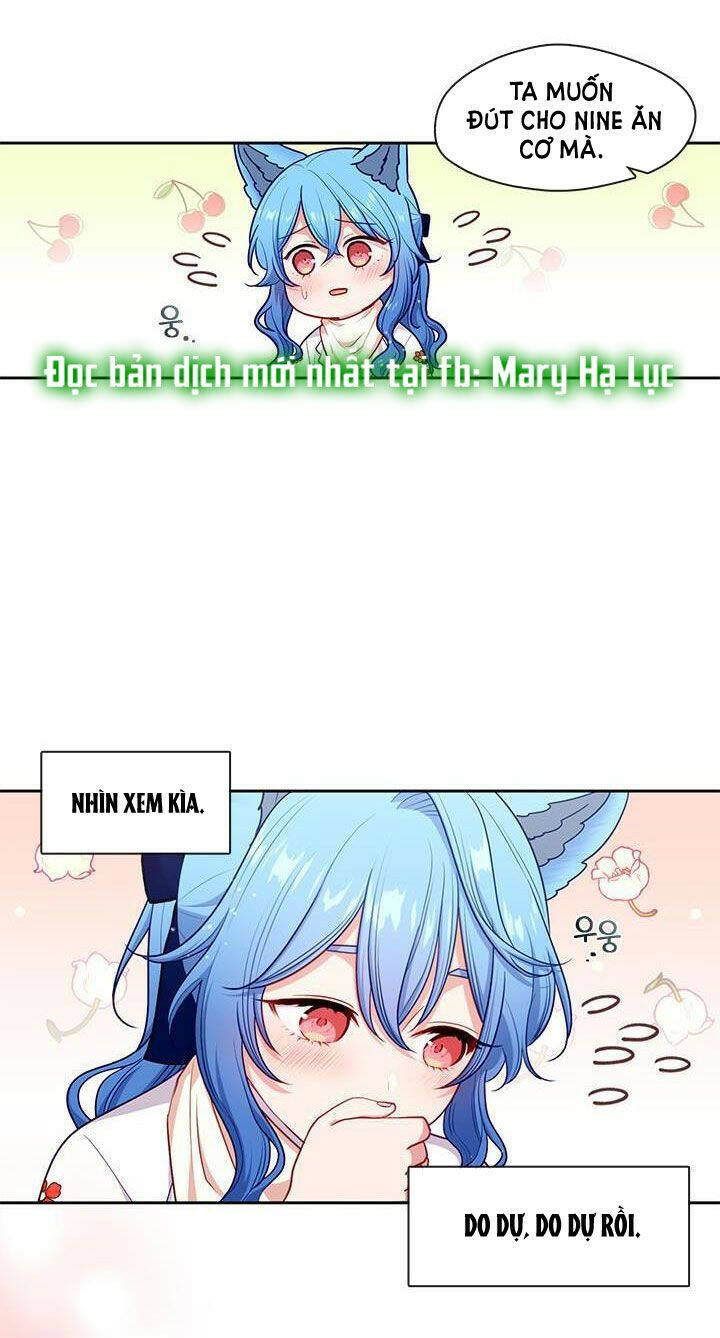 TA MUỐN
ĐÚT CHO NINE ĂN
CƠ MÀ.
웅..
Đọc bản dịch mới nhất tại fb: Mary Hạ Lục
NHÌN XEM KÌA.
우웅..
DO DỰ, DO DỰ RỒI.